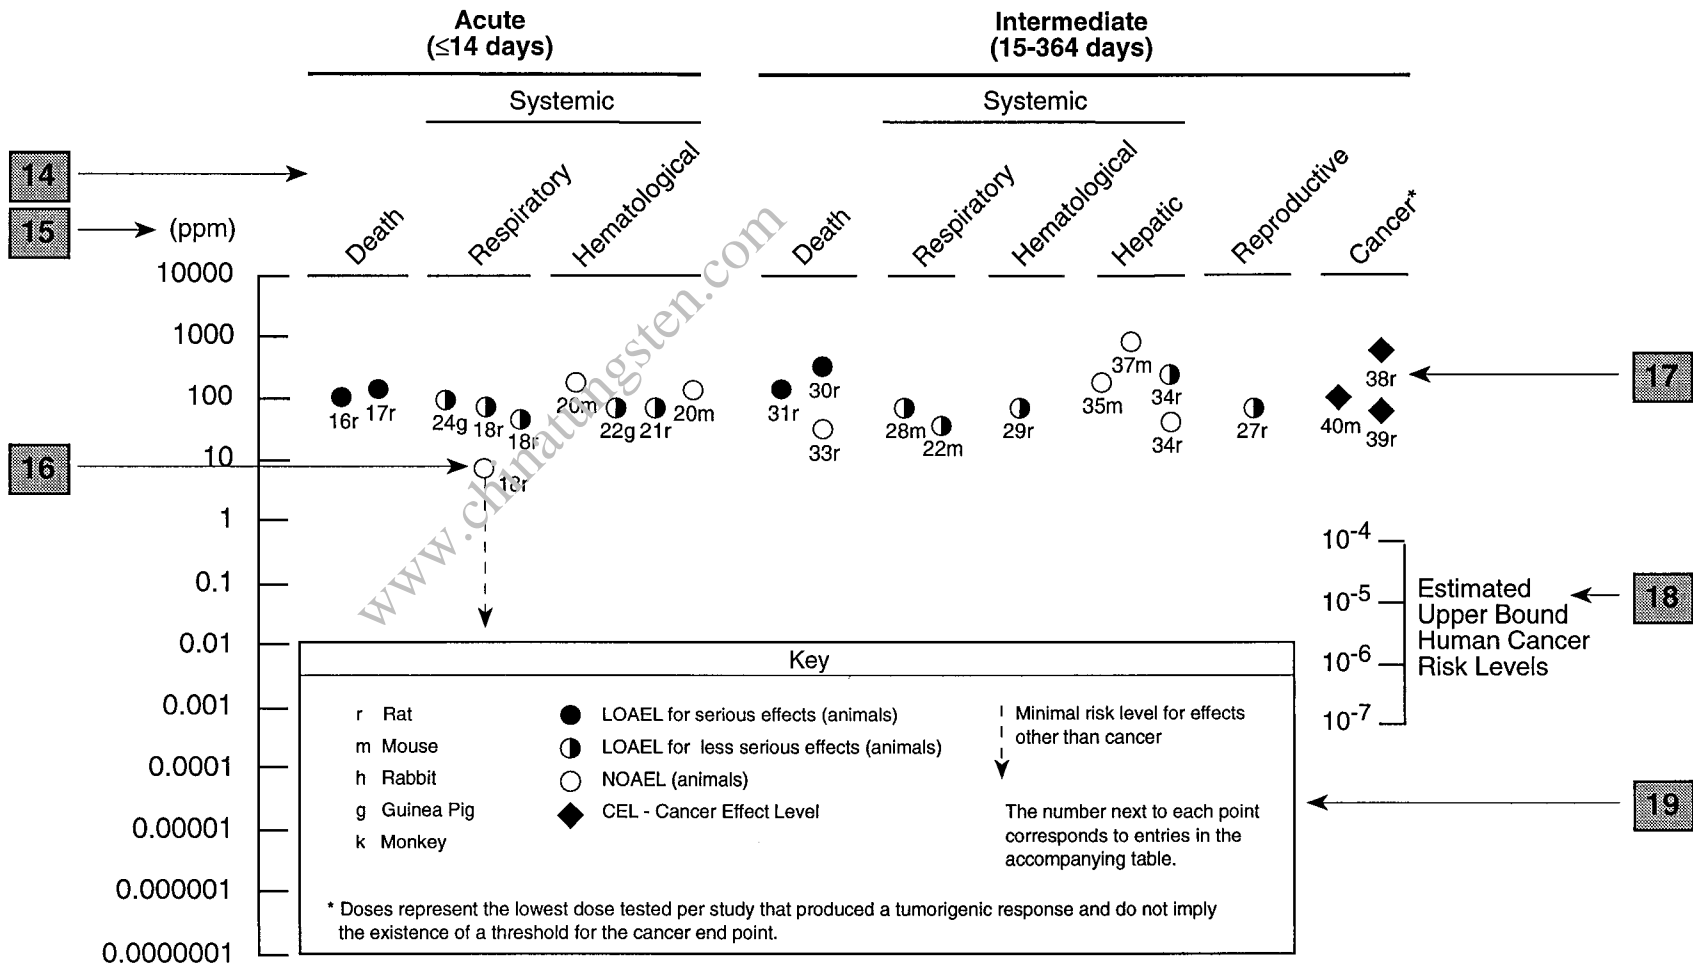 Acute
(≤14 days)
Intermediate
(15-364 days)
Systemic
Systemic
14
15
(ppm)
Death
Respiratory
Hematological
Death
Respiratory
Hematological
Hepatic
Reproductive
Cancer*
10000
1000
100
10
1
0.1
0.01
0.001
0.0001
0.00001
0.000001
0.0000001
16r
17r
24g
18r
18r
18r
20m
22g
21r
20m
31r
30r
33r
28m
22m
29r
35m
37m
34r
34r
27r
40m
38r
39r
16
17
18
19
10-4
10-5
10-6
10-7
Estimated
Upper Bound
Human Cancer
Risk Levels
Key
r Rat
m Mouse
h Rabbit
g Guinea Pig
k Monkey
LOAEL for serious effects (animals)
LOAEL for less serious effects (animals)
NOAEL (animals)
CEL - Cancer Effect Level
Minimal risk level for effects
other than cancer
The number next to each point
corresponds to entries in the
accompanying table.
* Doses represent the lowest dose tested per study that produced a tumorigenic response and do not imply
the existence of a threshold for the cancer end point.
www.chinatungsten.com